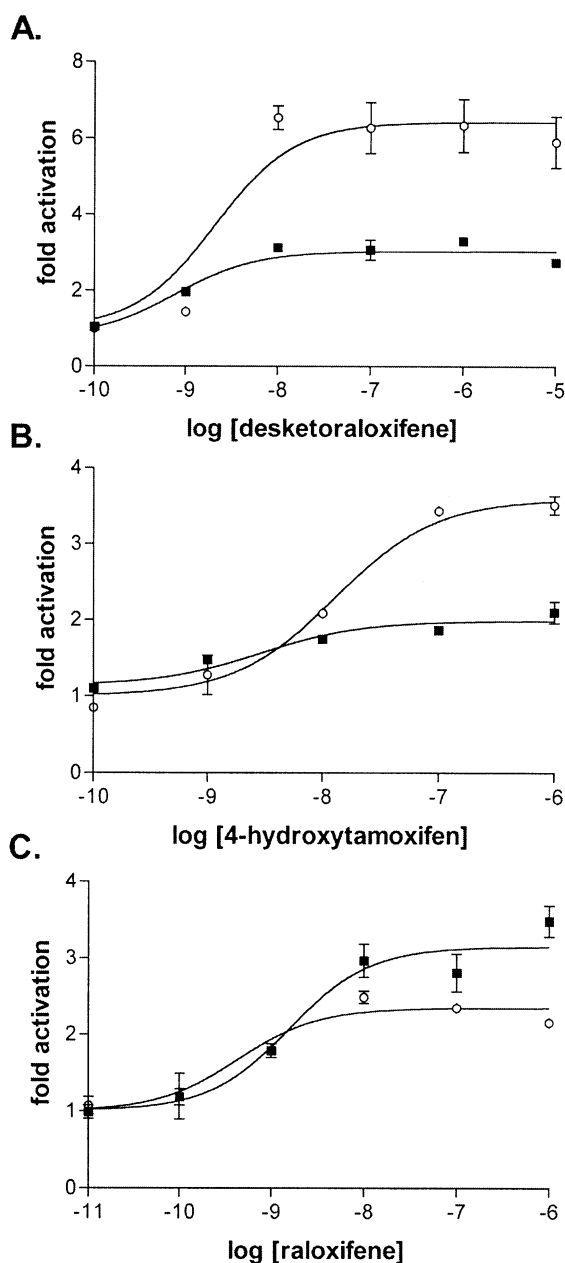 A.
8
6
4
2
0
fold activation
-10 -9 -8 -7 -6 -5
log [desketoraloxifene]
B.
4
3
2
1
0
fold activation
-10 -9 -8 -7 -6
log [4-hydroxytamoxifen]
C.
4
3
2
1
0
fold activation
-11 -10 -9 -8 -7 -6
log [raloxifene]